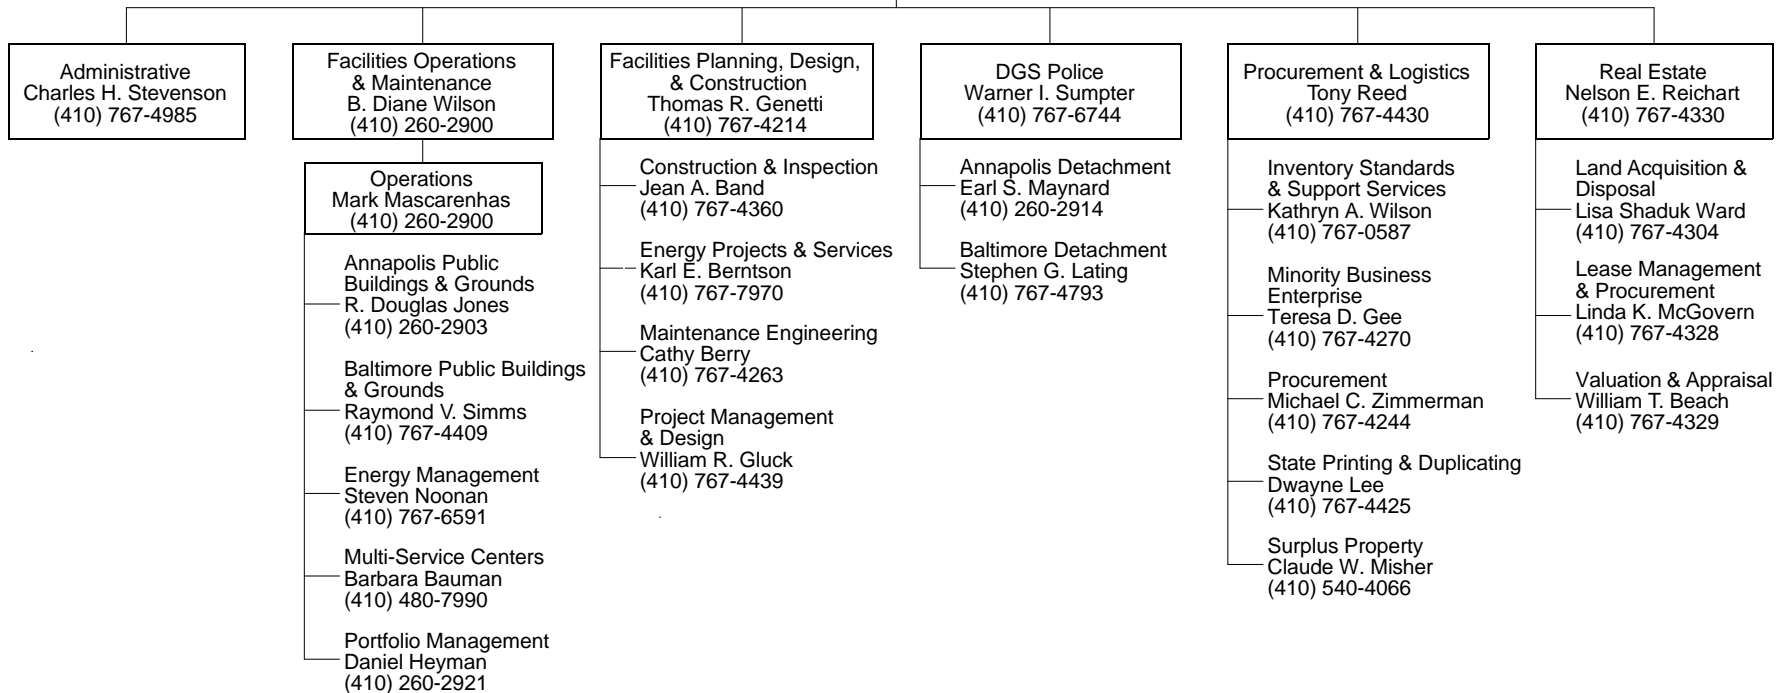 Administrative
Charles H. Stevenson
(410) 767-4985
Facilities Operations
& Maintenance
B. Diane Wilson
(410) 260-2900
Operations
Mark Mascarenhas
(410) 260-2900
Annapolis Public
Buildings & Grounds
R. Douglas Jones
(410) 260-2903
Baltimore Public Buildings
& Grounds
Raymond V. Simms
(410) 767-4409
Energy Management
Steven Noonan
(410) 767-6591
Multi-Service Centers
Barbara Bauman
(410) 480-7990
Portfolio Management
Daniel Heyman
(410) 260-2921
Facilities Planning, Design,
& Construction
Thomas R. Genetti
(410) 767-4214
Construction & Inspection
Jean A. Band
(410) 767-4360
Energy Projects & Services
Karl E. Berntson
(410) 767-7970
Maintenance Engineering
Cathy Berry
(410) 767-4263
Project Management
& Design
William R. Gluck
(410) 767-4439
DGS Police
Warner I. Sumpter
(410) 767-6744
Annapolis Detachment
Earl S. Maynard
(410) 260-2914
Baltimore Detachment
Stephen G. Lating
(410) 767-4793
Procurement & Logistics
Tony Reed
(410) 767-4430
Inventory Standards
& Support Services
Kathryn A. Wilson
(410) 767-0587
Minority Business
Enterprise
Teresa D. Gee
(410) 767-4270
Procurement
Michael C. Zimmerman
(410) 767-4244
State Printing & Duplicating
Dwayne Lee
(410) 767-4425
Surplus Property
Claude W. Misher
(410) 540-4066
Real Estate
Nelson E. Reichart
(410) 767-4330
Land Acquisition &
Disposal
Lisa Shaduk Ward
(410) 767-4304
Lease Management
& Procurement
Linda K. McGovern
(410) 767-4328
Valuation & Appraisal
William T. Beach
(410) 767-4329